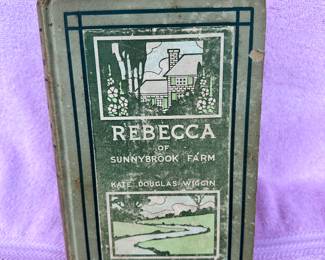 REBECCA
OF
SUNNYBROOK FARM
KATE DOUGLAS WIGGIN